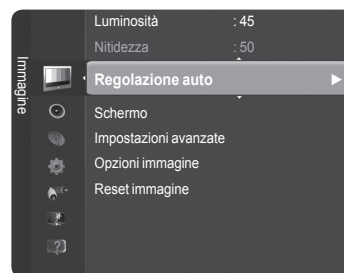 Immagine
Luminosità : 45
Nitidezza : 50
Regolazione auto
Schermo
Impostazioni avanzate
Opzioni immagine
Reset immagine